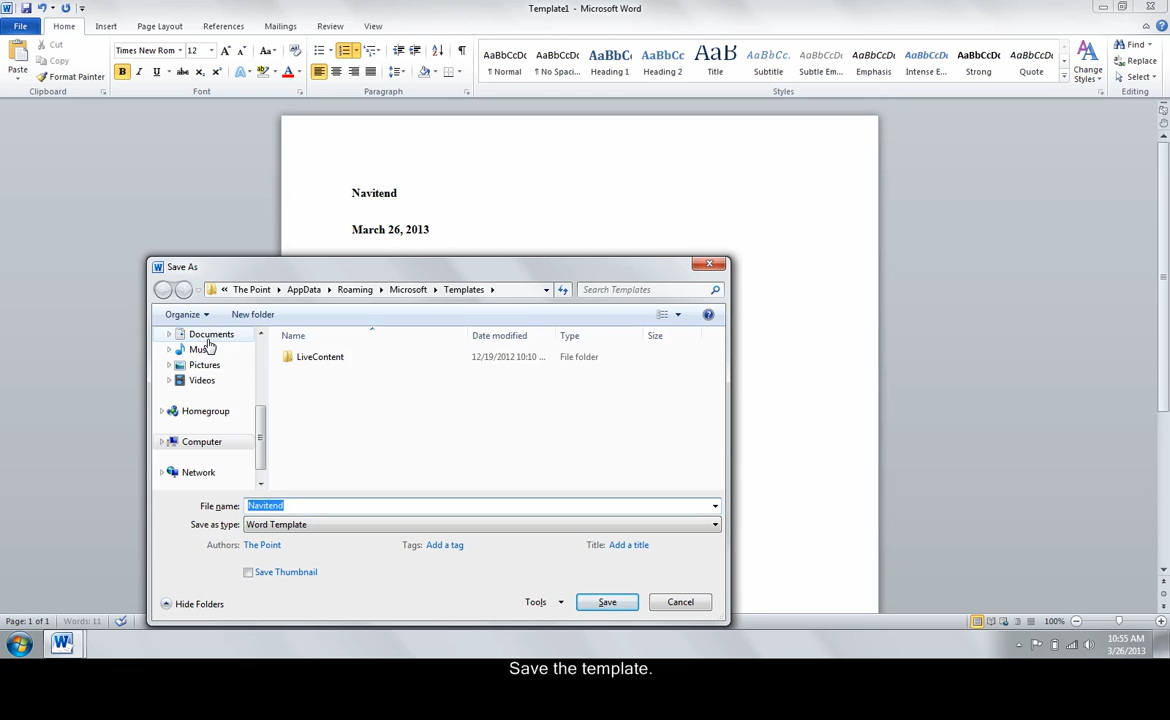 Template1 - Microsoft Word
File Home Insert Page Layout References Mailings Review View
Paste Cut Copy Format Painter Clipboard
Times New Rom 12 Font
Paragraph
AaBbCcDc AaBbCcDc AaBbC AaBbCc AaB AaBbCc. AaBbCcDc AaBbCcDc AaBbCcDc AaBbCcDc
¶ Normal ¶ No Spaci... Heading 1 Heading 2 Title Subtitle Subtle Em... Emphasis Intense E... Strong Quote
Change Styles Styles
Find Replace Select Editing
Navitend
March 26, 2013
Save As
« The Point AppData Roaming Microsoft Templates Search Templates
Organize New folder
Documents
Music
Pictures
Videos
Homegroup
Computer
Network
Name Date modified Type Size
LiveContent 12/19/2012 10:10 ... File folder
File name: Navitend
Save as type: Word Template
Authors: The Point Tags: Add a tag Title: Add a title
Save Thumbnail
Hide Folders Tools Save Cancel
Page: 1 of 1 Words: 11 100%
10:55 AM
3/26/2013
Save the template.